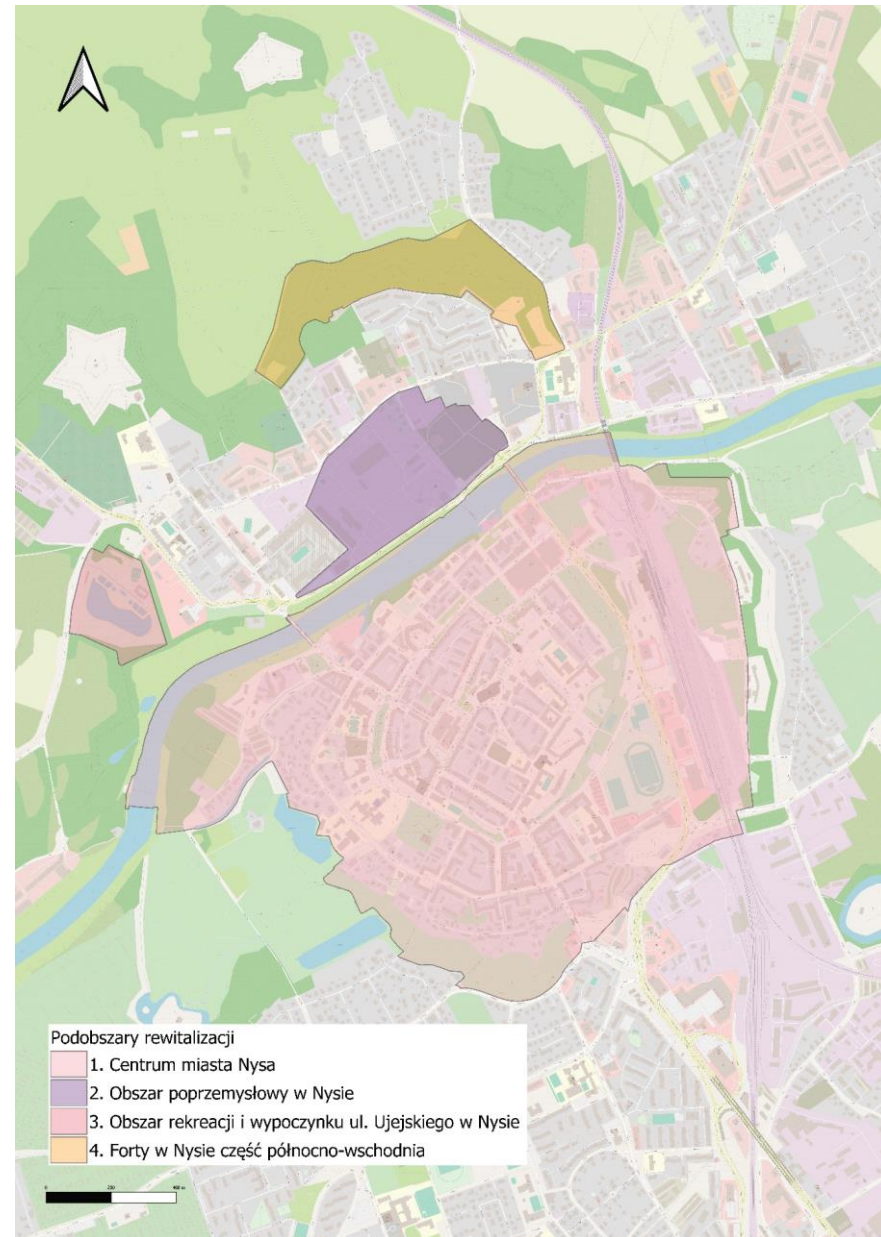 Podobszary rewitalizacji
1. Centrum miasta Nysa
2. Obszar poprzemysłowy w Nysie
3. Obszar rekreacji i wypoczynku ul. Ujejskiego w Nysie
4. Forty w Nysie część północno-wschodnia